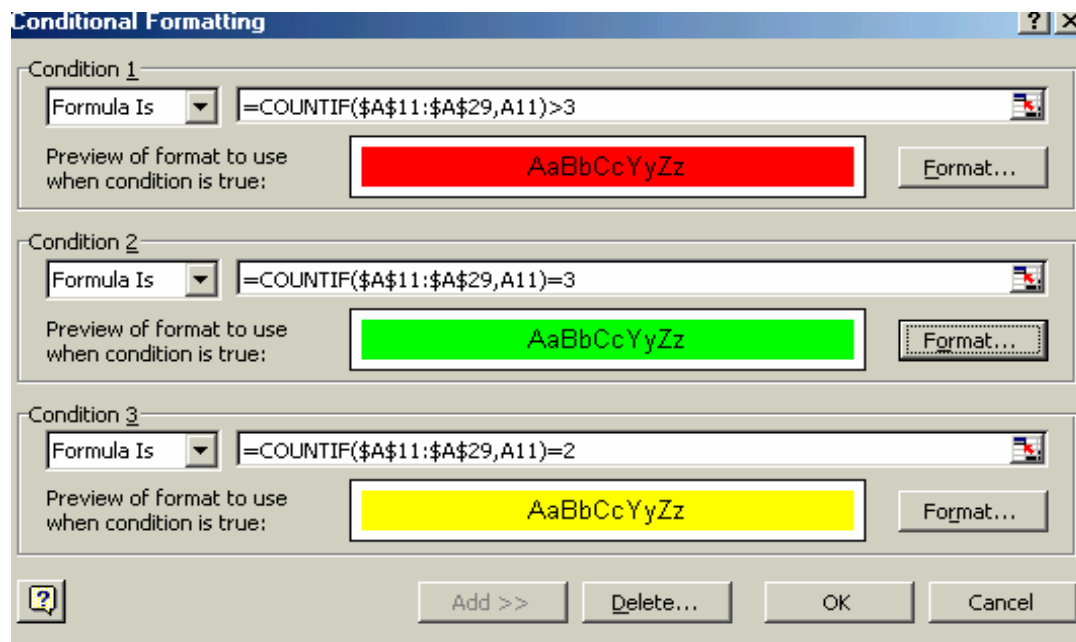 Conditional Formatting
Condition 1
Formula Is =COUNTIF($A$11:$A$29,A11)>3
Preview of format to use
when condition is true:
AaBbCcYyZz
Format...
Condition 2
Formula Is =COUNTIF($A$11:$A$29,A11)=3
Preview of format to use
when condition is true:
AaBbCcYyZz
Format...
Condition 3
Formula Is =COUNTIF($A$11:$A$29,A11)=2
Preview of format to use
when condition is true:
AaBbCcYyZz
Format...
Add >> Delete... OK Cancel